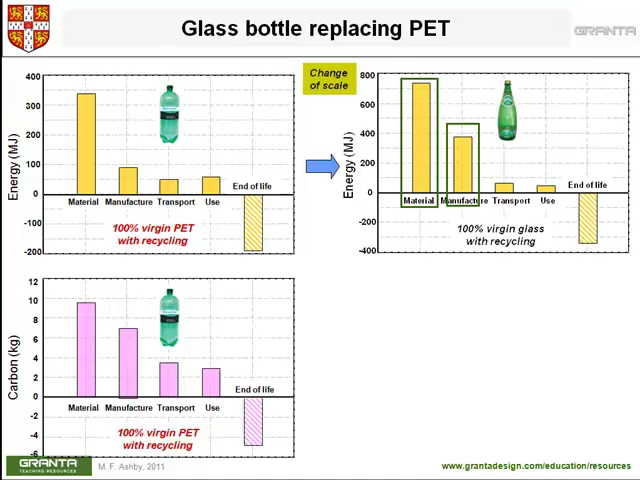 Glass bottle replacing PET
GRANTA
Change
of scale
Energy (MJ)
400
300
200
100
0
-100
-200
Material Manufacture Transport Use
End of life
100% virgin PET
with recycling
Energy (MJ)
800
600
400
200
0
-200
-400
Material Manufacture Transport Use
End of life
100% virgin glass
with recycling
Carbon (kg)
12
10
8
6
4
2
0
-2
-4
-6
Material Manufacture Transport Use
End of life
100% virgin PET
with recycling
GRANTA
TEACHING RESOURCES
M. F. Ashby, 2011
www.grantadesign.com/education/resources